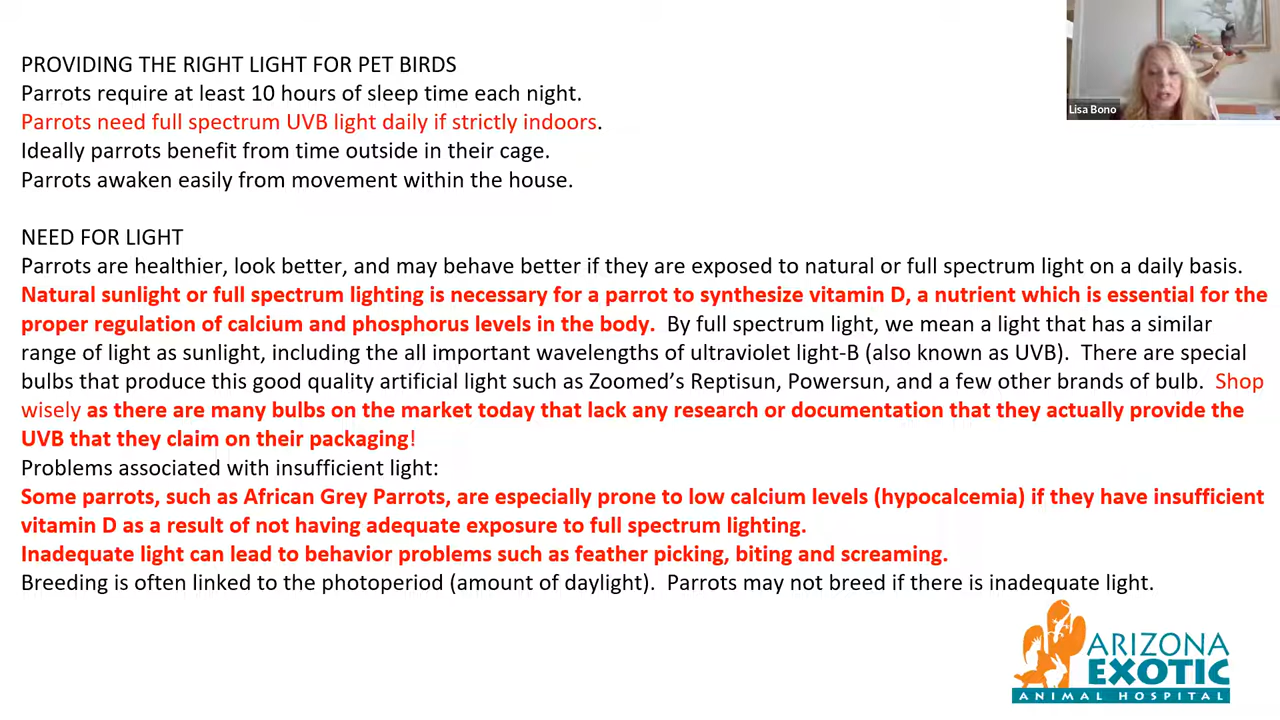 PROVIDING THE RIGHT LIGHT FOR PET BIRDS
Parrots require at least 10 hours of sleep time each night.
Parrots need full spectrum UVB light daily if strictly indoors.
Ideally parrots benefit from time outside in their cage.
Parrots awaken easily from movement within the house.
Lisa Bono
NEED FOR LIGHT
Parrots are healthier, look better, and may behave better if they are exposed to natural or full spectrum light on a daily basis.
Natural sunlight or full spectrum lighting is necessary for a parrot to synthesize vitamin D, a nutrient which is essential for the
proper regulation of calcium and phosphorus levels in the body. By full spectrum light, we mean a light that has a similar
range of light as sunlight, including the all important wavelengths of ultraviolet light-B (also known as UVB). There are special
bulbs that produce this good quality artificial light such as Zoomed's Reptisun, Powersun, and a few other brands of bulb. Shop
wisely as there are many bulbs on the market today that lack any research or documentation that they actually provide the
UVB that they claim on their packaging!
Problems associated with insufficient light:
Some parrots, such as African Grey Parrots, are especially prone to low calcium levels (hypocalcemia) if they have insufficient
vitamin D as a result of not having adequate exposure to full spectrum lighting.
Inadequate light can lead to behavior problems such as feather picking, biting and screaming.
Breeding is often linked to the photoperiod (amount of daylight). Parrots may not breed if there is inadequate light.
ARIZONA
EXOTIC
ANIMAL HOSPITAL